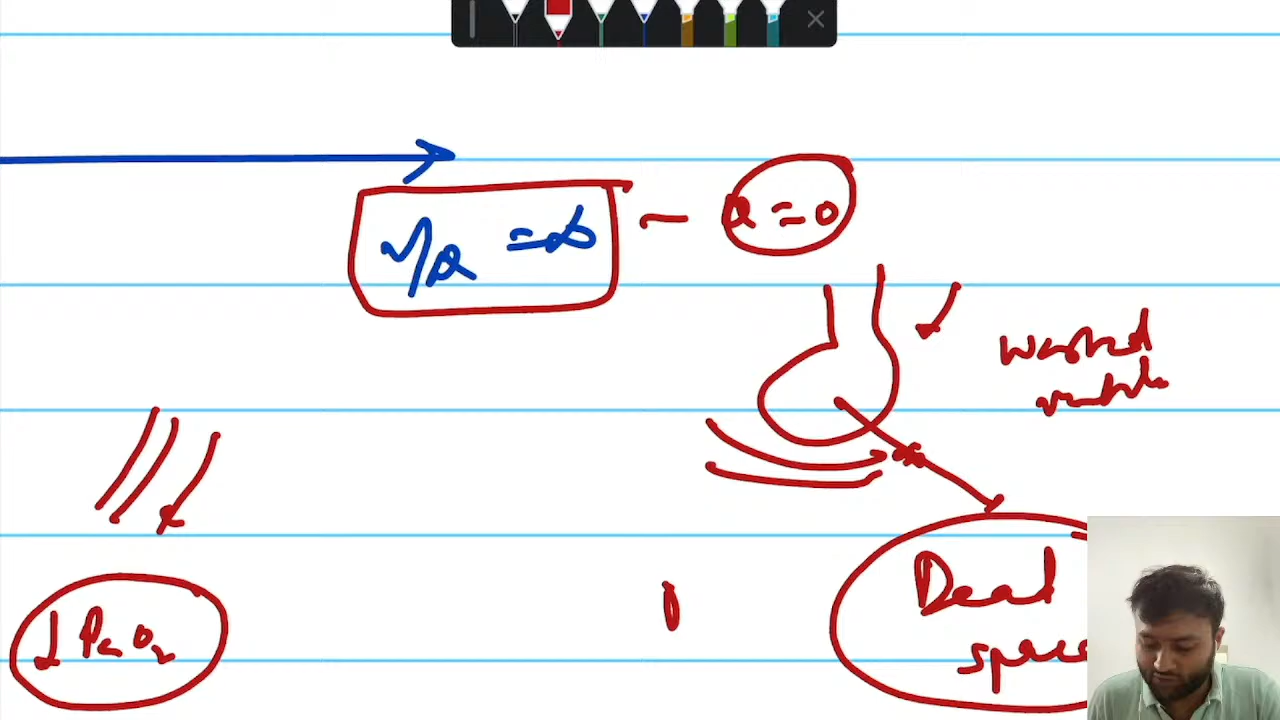 V/Q = ∞ ~ Q = 0
wasted
↓ PaO₂
Dead
space